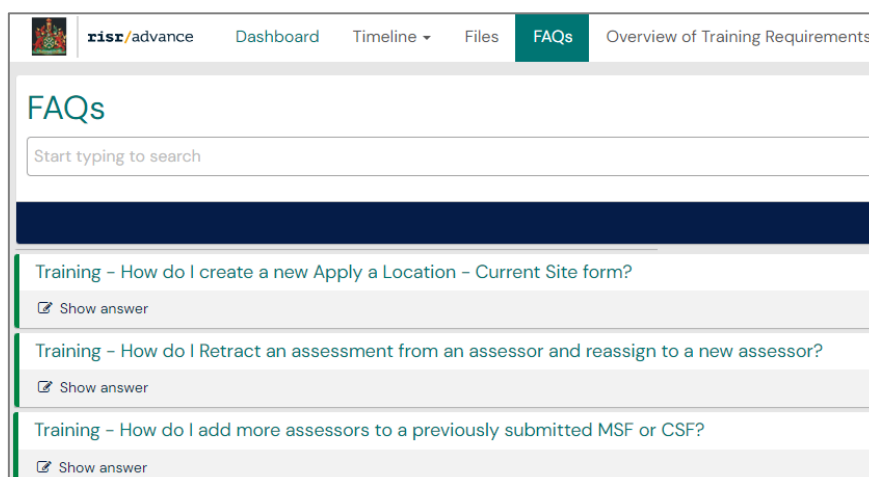 risr/advance Dashboard Timeline Files FAQs Overview of Training Requirements
FAQs
Start typing to search
Training - How do I create a new Apply a Location - Current Site form?
Show answer
Training - How do I Retract an assessment from an assessor and reassign to a new assessor?
Show answer
Training - How do I add more assessors to a previously submitted MSF or CSF?
Show answer